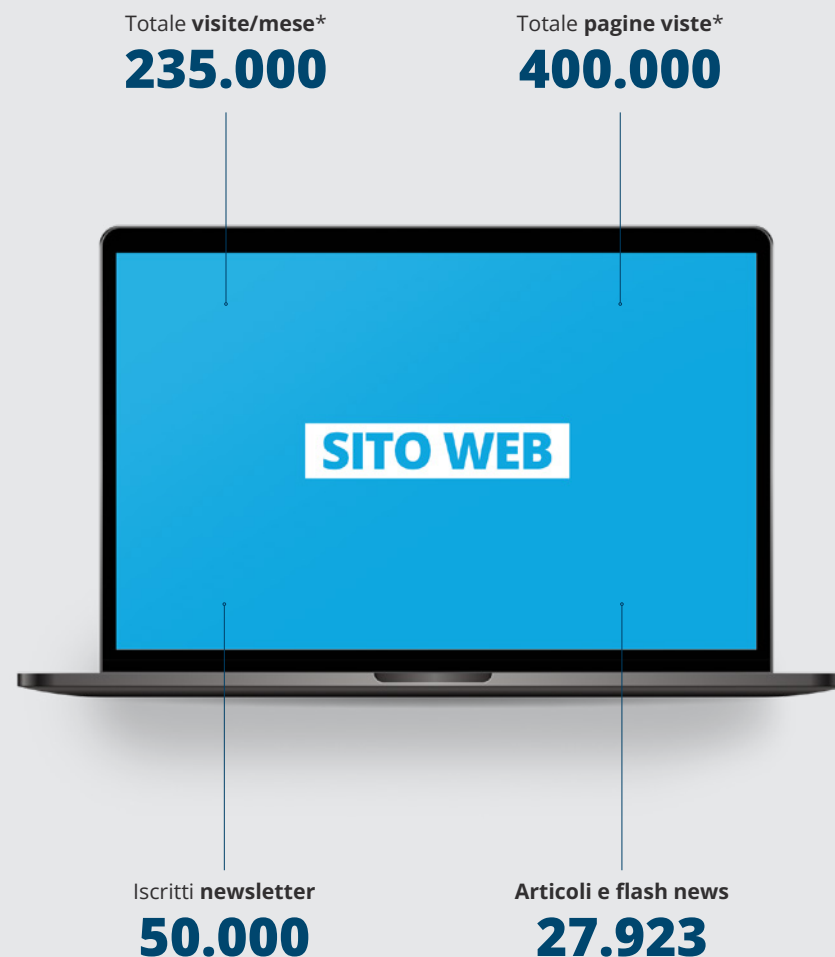 Totale visite/mese*
235.000
Totale pagine viste*
400.000
SITO WEB
Iscritti newsletter
50.000
Articoli e flash news
27.923